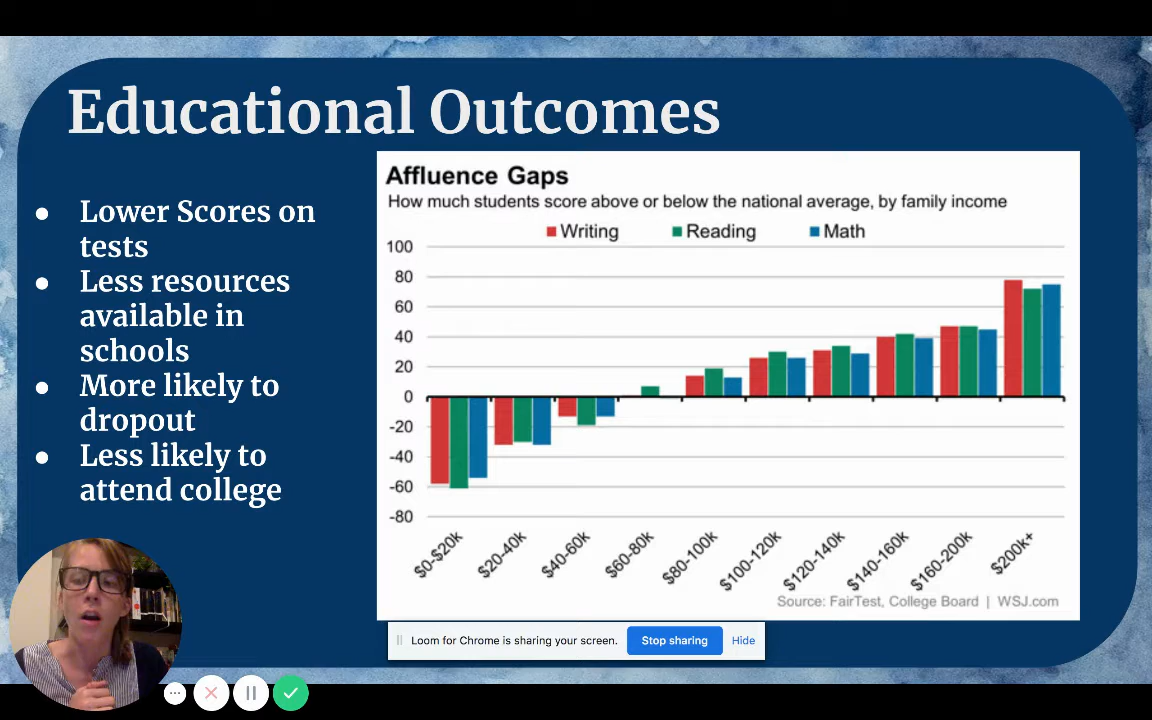 Educational Outcomes
● Lower Scores on
tests
● Less resources
available in
schools
● More likely to
dropout
● Less likely to
attend college
Affluence Gaps
How much students score above or below the national average, by family income
Writing Reading Math
100
80
60
40
20
0
-20
-40
-60
-80
$0-$20k $20-40k $40-60k $60-80k $80-100k $100-120k $120-140k $140-160k $160-200k $200k+
Source: FairTest, College Board | WSJ.com
Loom for Chrome is sharing your screen. Stop sharing Hide